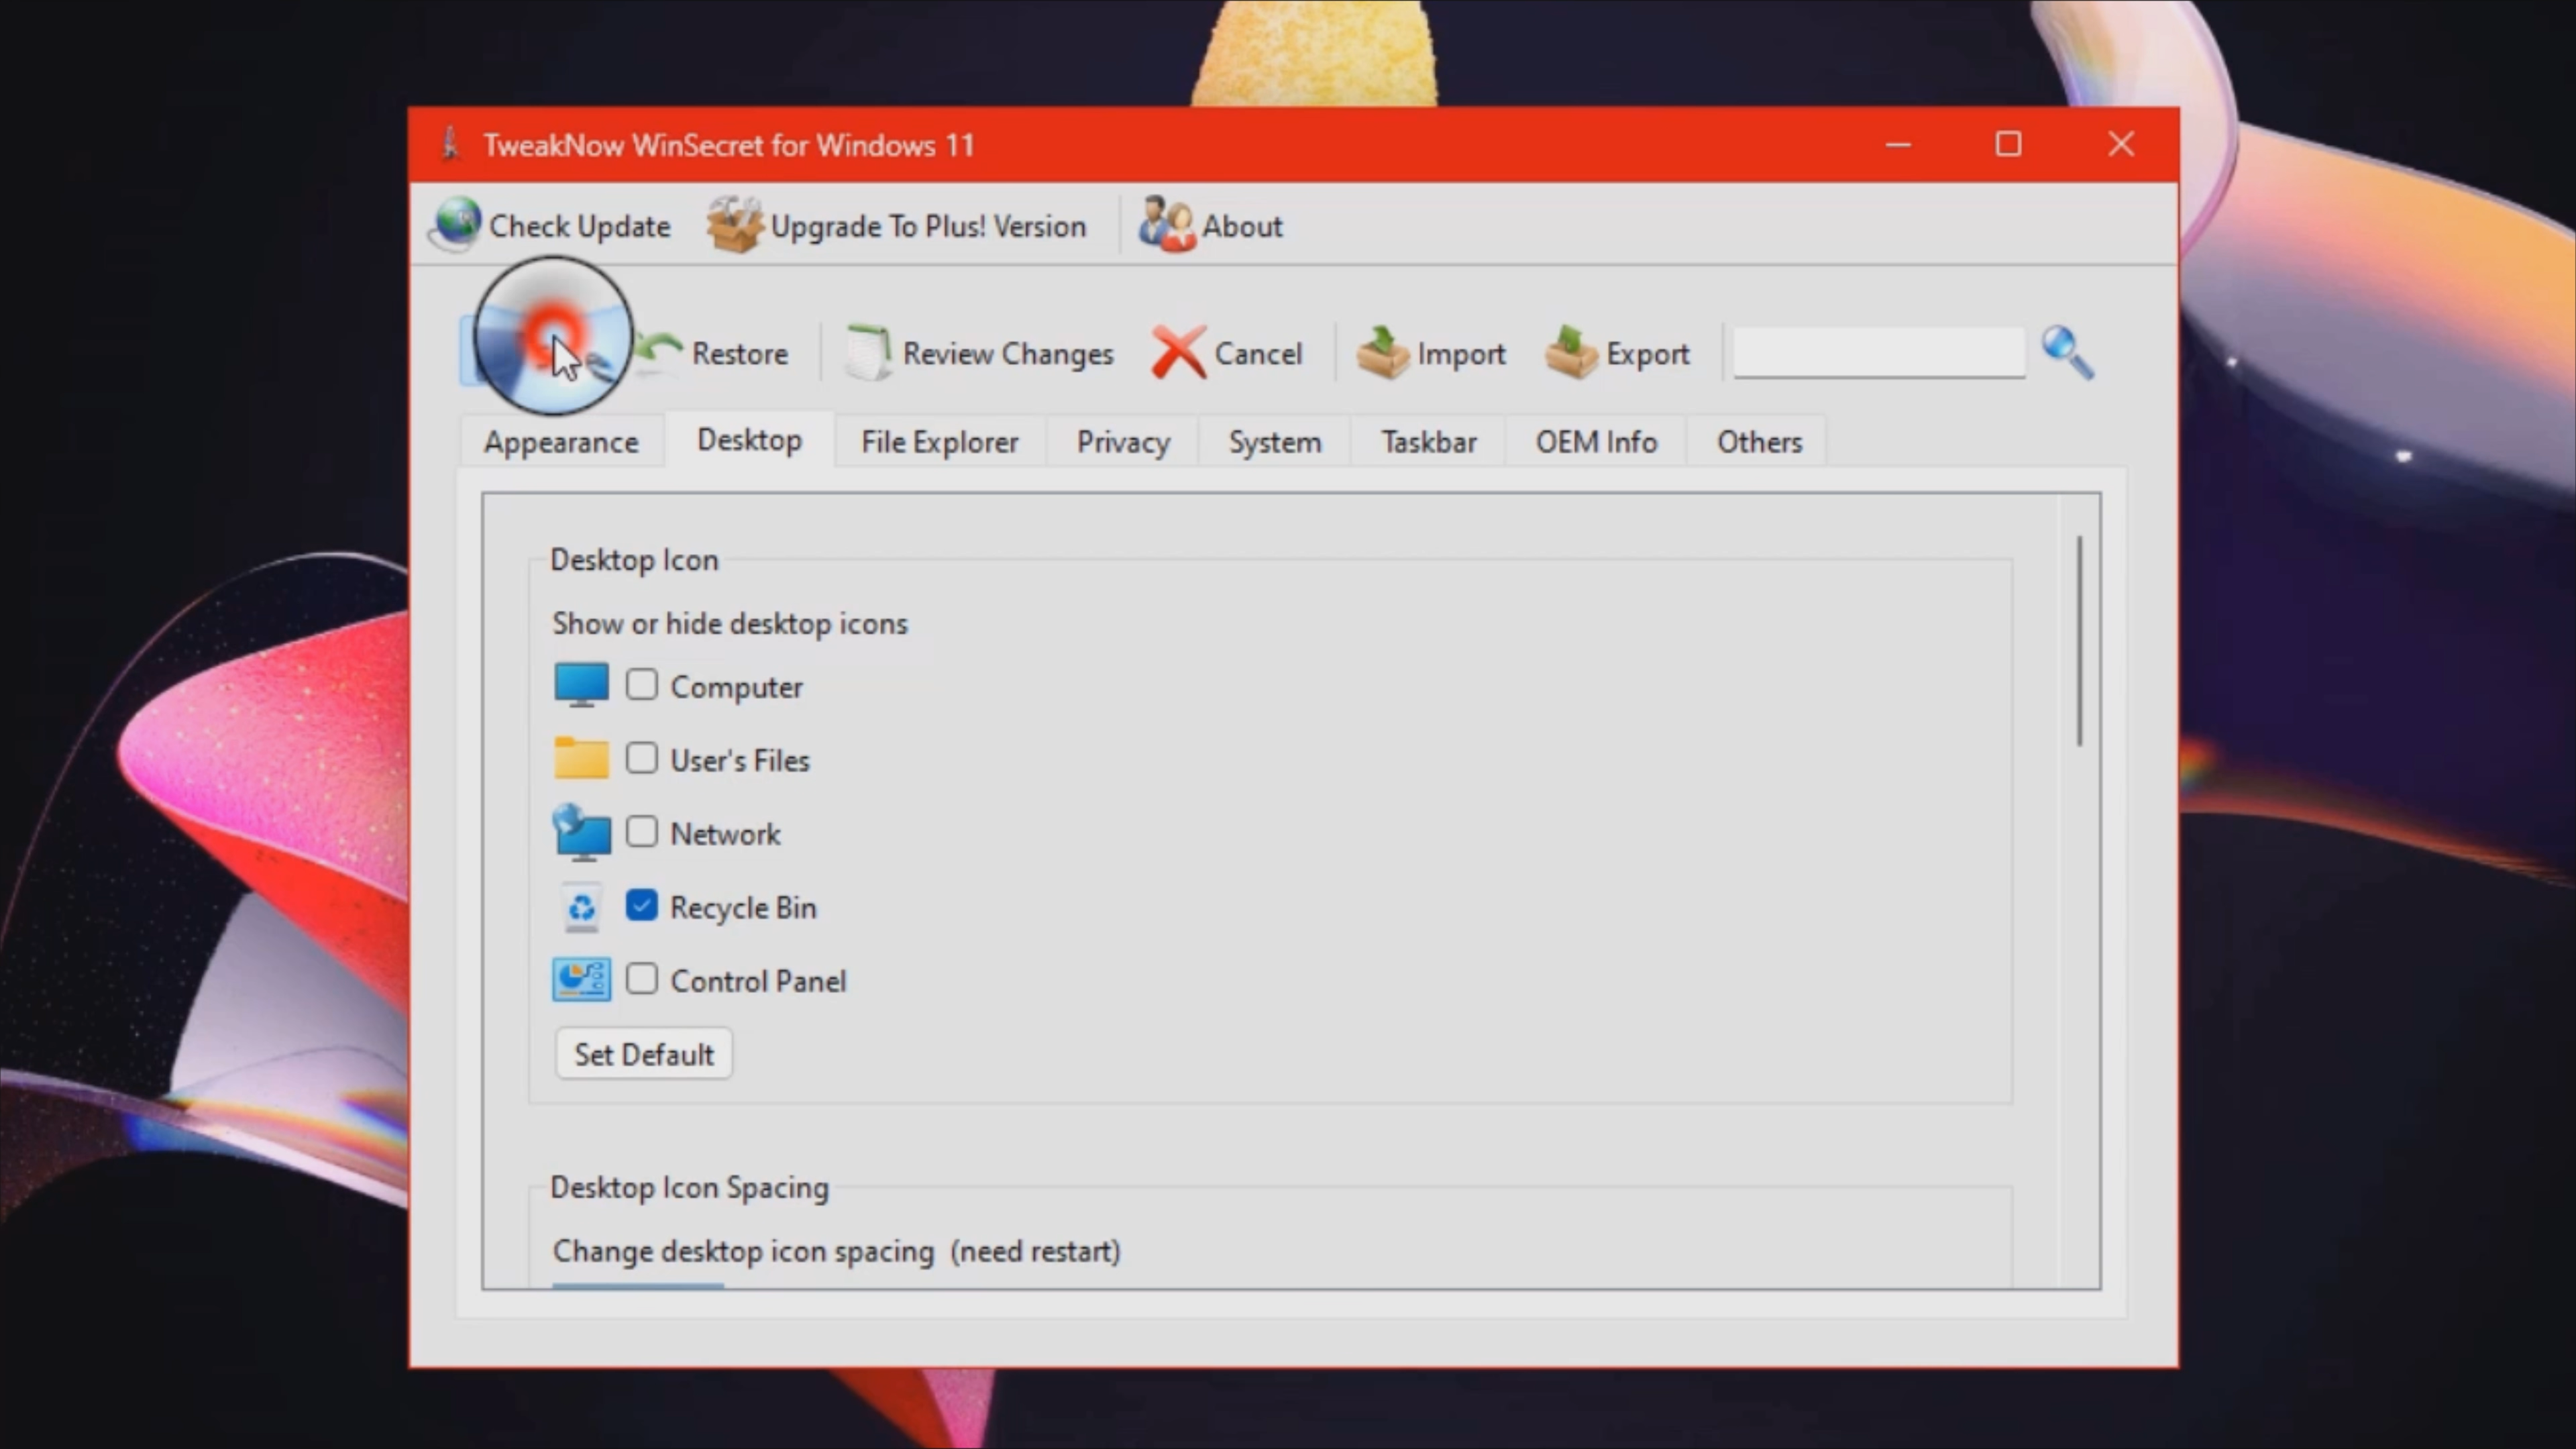 TweakNow WinSecret for Windows 11
Check Update Upgrade To Plus! Version About
Restore Review Changes Cancel Import Export
Appearance Desktop File Explorer Privacy System Taskbar OEM Info Others
Desktop Icon
Show or hide desktop icons
Computer
User's Files
Network
Recycle Bin
Control Panel
Set Default
Desktop Icon Spacing
Change desktop icon spacing (need restart)